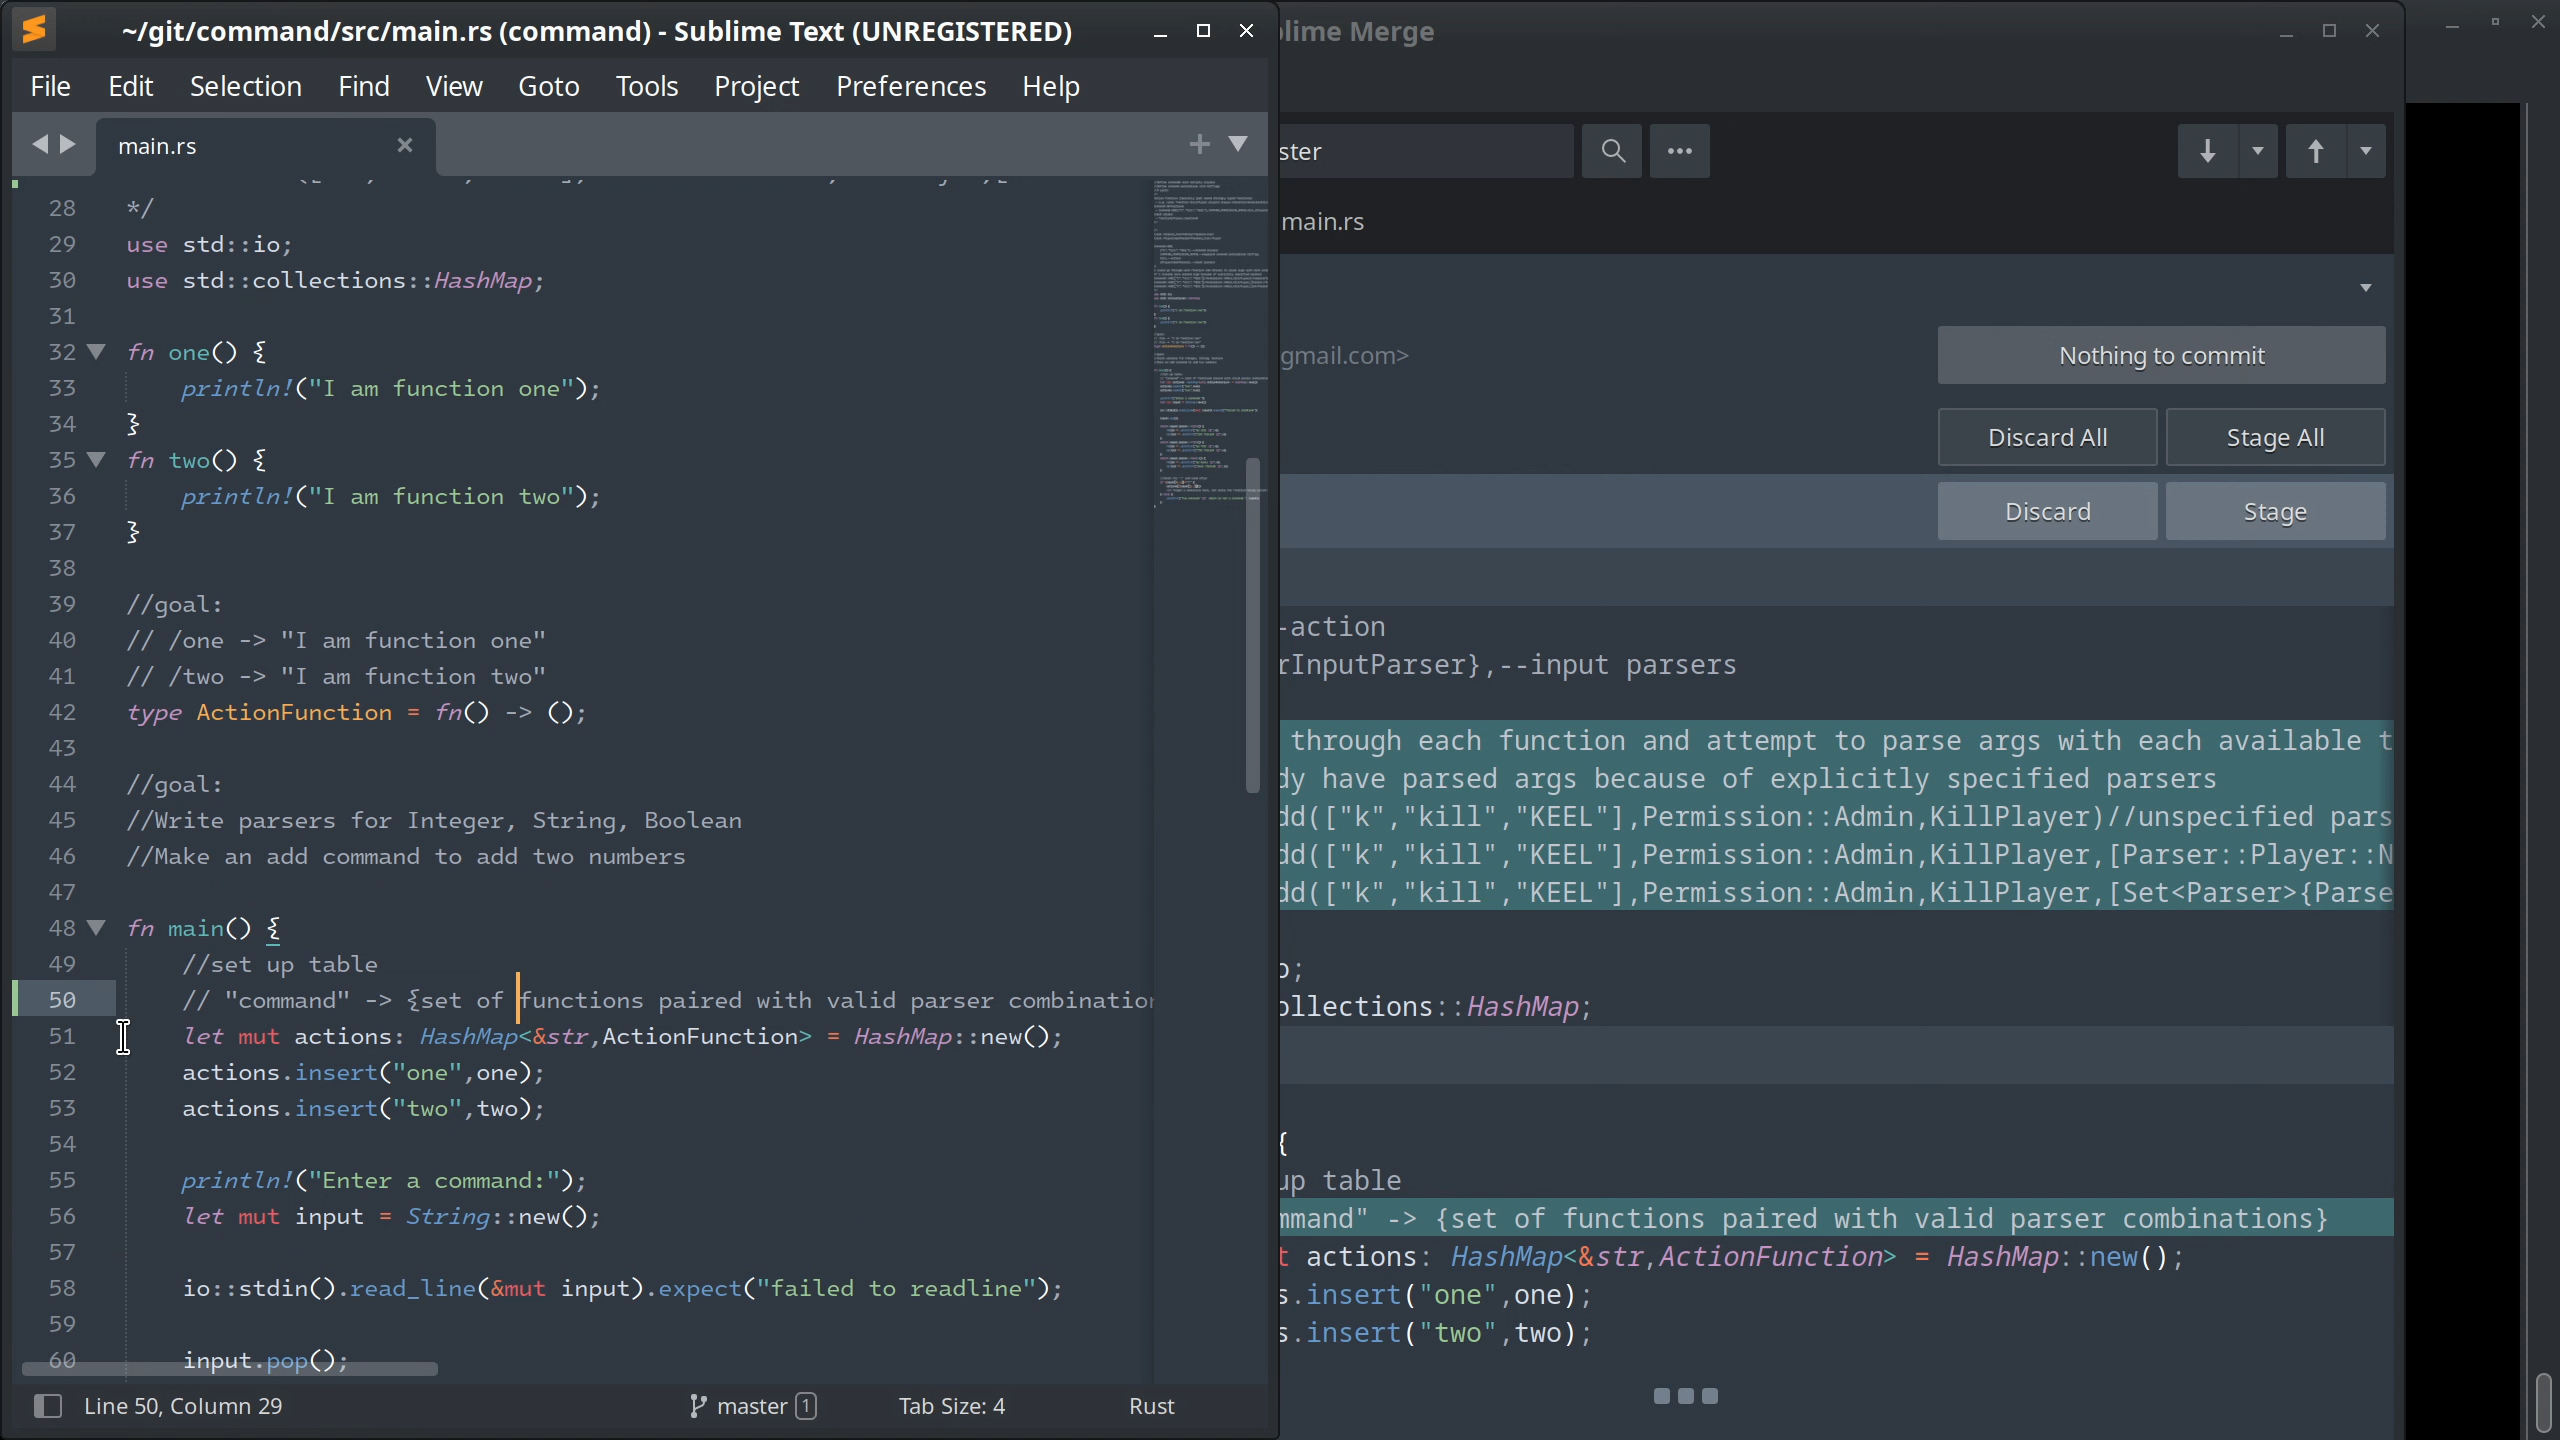 ~/git/command/src/main.rs (command) - Sublime Text (UNREGISTERED)
File Edit Selection Find View Goto Tools Project Preferences Help
main.rs
28 */
29 use std::io;
30 use std::collections::HashMap;
31
32 fn one() {
33 println!("I am function one");
34 }
35 fn two() {
36 println!("I am function two");
37 }
38
39 //goal:
40 // /one -> "I am function one"
41 // /two -> "I am function two"
42 type ActionFunction = fn() -> ();
43
44 //goal:
45 //Write parsers for Integer, String, Boolean
46 //Make an add command to add two numbers
47
48 fn main() {
49 //set up table
50 // "command" -> {set of functions paired with valid parser combination
51 let mut actions: HashMap<&str,ActionFunction> = HashMap::new();
52 actions.insert("one",one);
53 actions.insert("two",two);
54
55 println!("Enter a command:");
56 let mut input = String::new();
57
58 io::stdin().read_line(&mut input).expect("failed to readline");
59
60 input.pop();
Line 50, Column 29 master 1 Tab Size: 4 Rust
blime Merge
ster
main.rs
gmail.com>
Nothing to commit
Discard All Stage All
Discard Stage
-action
rInputParser},--input parsers
through each function and attempt to parse args with each available t
dy have parsed args because of explicitly specified parsers
dd(["k","kill","KEEL"],Permission::Admin,KillPlayer)//unspecified pars
dd(["k","kill","KEEL"],Permission::Admin,KillPlayer,[Parser::Player::N
dd(["k","kill","KEEL"],Permission::Admin,KillPlayer,[Set<Parser>{Parse
o;
ollections::HashMap;
{
up table
mmand" -> {set of functions paired with valid parser combinations}
t actions: HashMap<&str,ActionFunction> = HashMap::new();
s.insert("one",one);
s.insert("two",two);